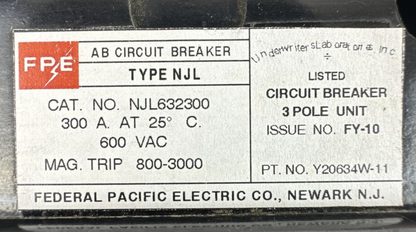 FPE
AB CIRCUIT BREAKER
TYPE NJL
CAT. NO. NJL632300
300 A. AT 25° C.
600 VAC
MAG. TRIP 800-3000
Underwriters Laboratories, Inc
LISTED
CIRCUIT BREAKER
3 POLE UNIT
ISSUE NO. FY-10
PT. NO. Y20634W-11
FEDERAL PACIFIC ELECTRIC CO., NEWARK N.J.